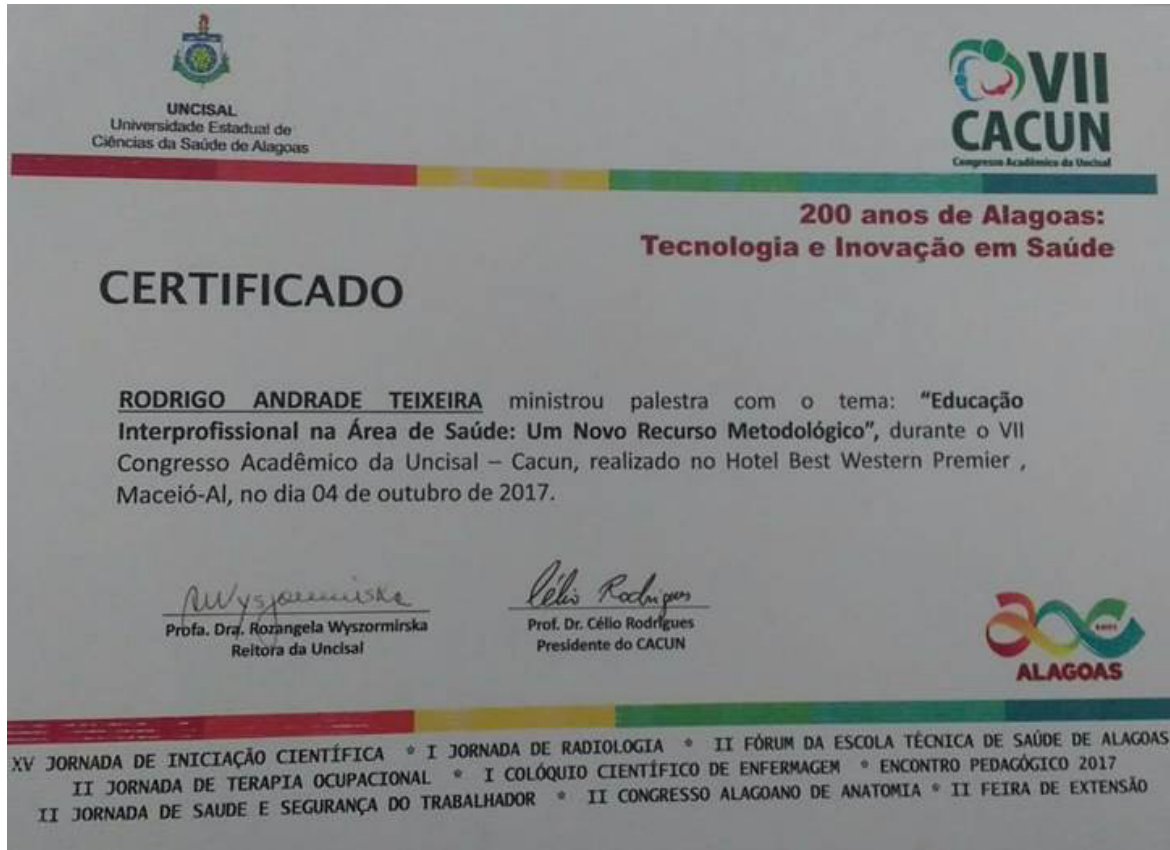 UNCISAL
Universidade Estadual de
Ciências da Saúde de Alagoas
VII
CACUN
Congresso Acadêmico da Uncisal
200 anos de Alagoas:
Tecnologia e Inovação em Saúde
CERTIFICADO
RODRIGO ANDRADE TEIXEIRA ministrou palestra com o tema: "Educação
Interprofissional na Área de Saúde: Um Novo Recurso Metodológico", durante o VII
Congresso Acadêmico da Uncisal – Cacun, realizado no Hotel Best Western Premier ,
Maceió-Al, no dia 04 de outubro de 2017.
Célio Rodrigues
Profa. Dra. Rozangela Wyszormirska
Reitora da Uncisal
Prof. Dr. Célio Rodrigues
Presidente do CACUN
200
ANOS
ALAGOAS
XV JORNADA DE INICIAÇÃO CIENTÍFICA * I JORNADA DE RADIOLOGIA * II FÓRUM DA ESCOLA TÉCNICA DE SAÚDE DE ALAGOAS
II JORNADA DE TERAPIA OCUPACIONAL * I COLÓQUIO CIENTÍFICO DE ENFERMAGEM * ENCONTRO PEDAGÓGICO 2017
II JORNADA DE SAUDE E SEGURANÇA DO TRABALHADOR * II CONGRESSO ALAGOANO DE ANATOMIA * II FEIRA DE EXTENSÃO